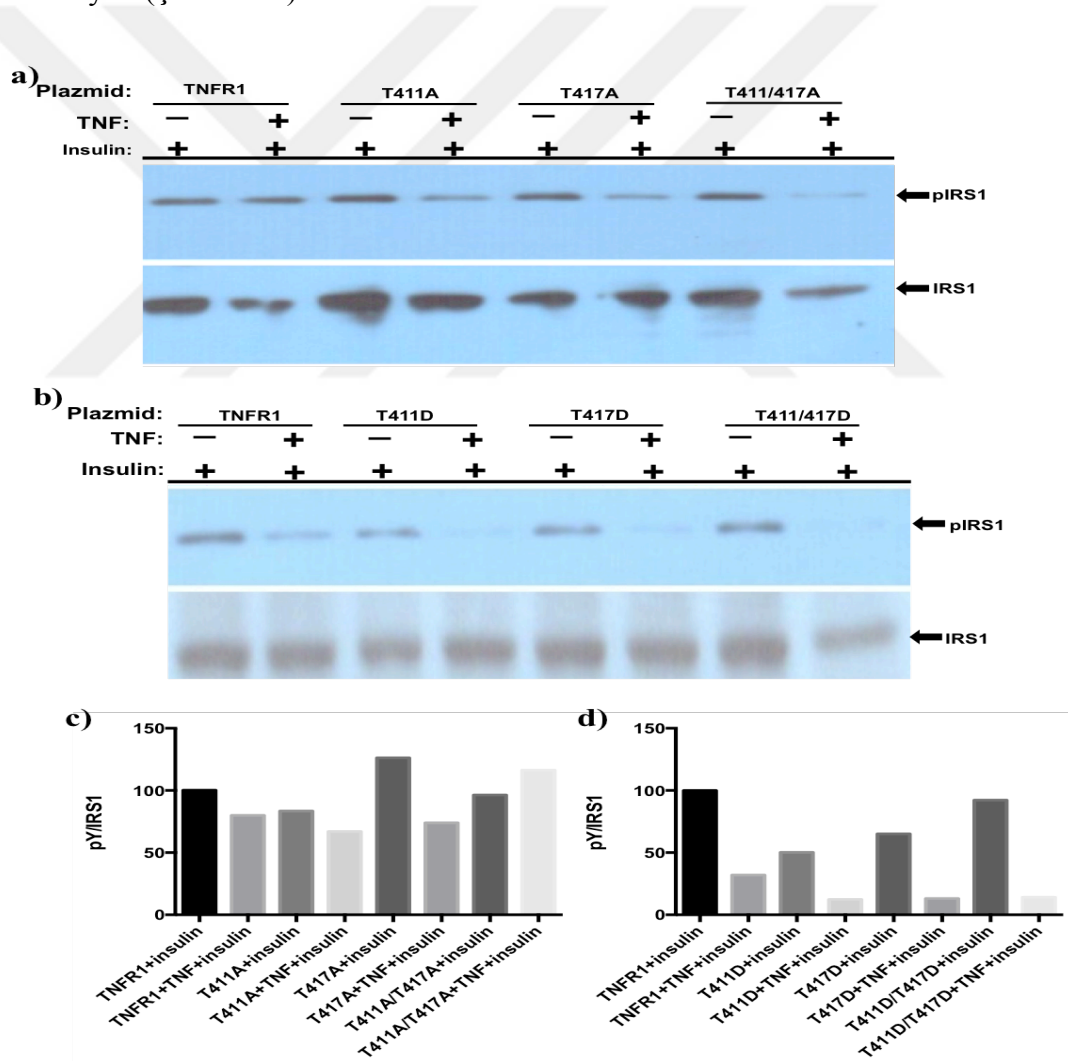 a)
Plazmid: TNFR1 T411A T417A T411/417A
TNF: − + − + − + − +
Insulin: + + + + + + + +
pIRS1
IRS1
b)
Plazmid: TNFR1 T411D T417D T411/417D
TNF: − + − + − + − +
Insulin: + + + + + + + +
pIRS1
IRS1
c)
150
100
50
0
pY/IRS1
TNFR1+insulin
TNFR1+TNF+insulin
T411A+insulin
T411A+TNF+insulin
T417A+insulin
T417A+TNF+insulin
T411A/T417A+insulin
T411A/T417A+TNF+insulin
d)
150
100
50
0
pY/IRS1
TNFR1+insulin
TNFR1+TNF+insulin
T411D+insulin
T411D+TNF+insulin
T417D+insulin
T417D+TNF+insulin
T411D/T417D+insulin
T411D/T417D+TNF+insulin